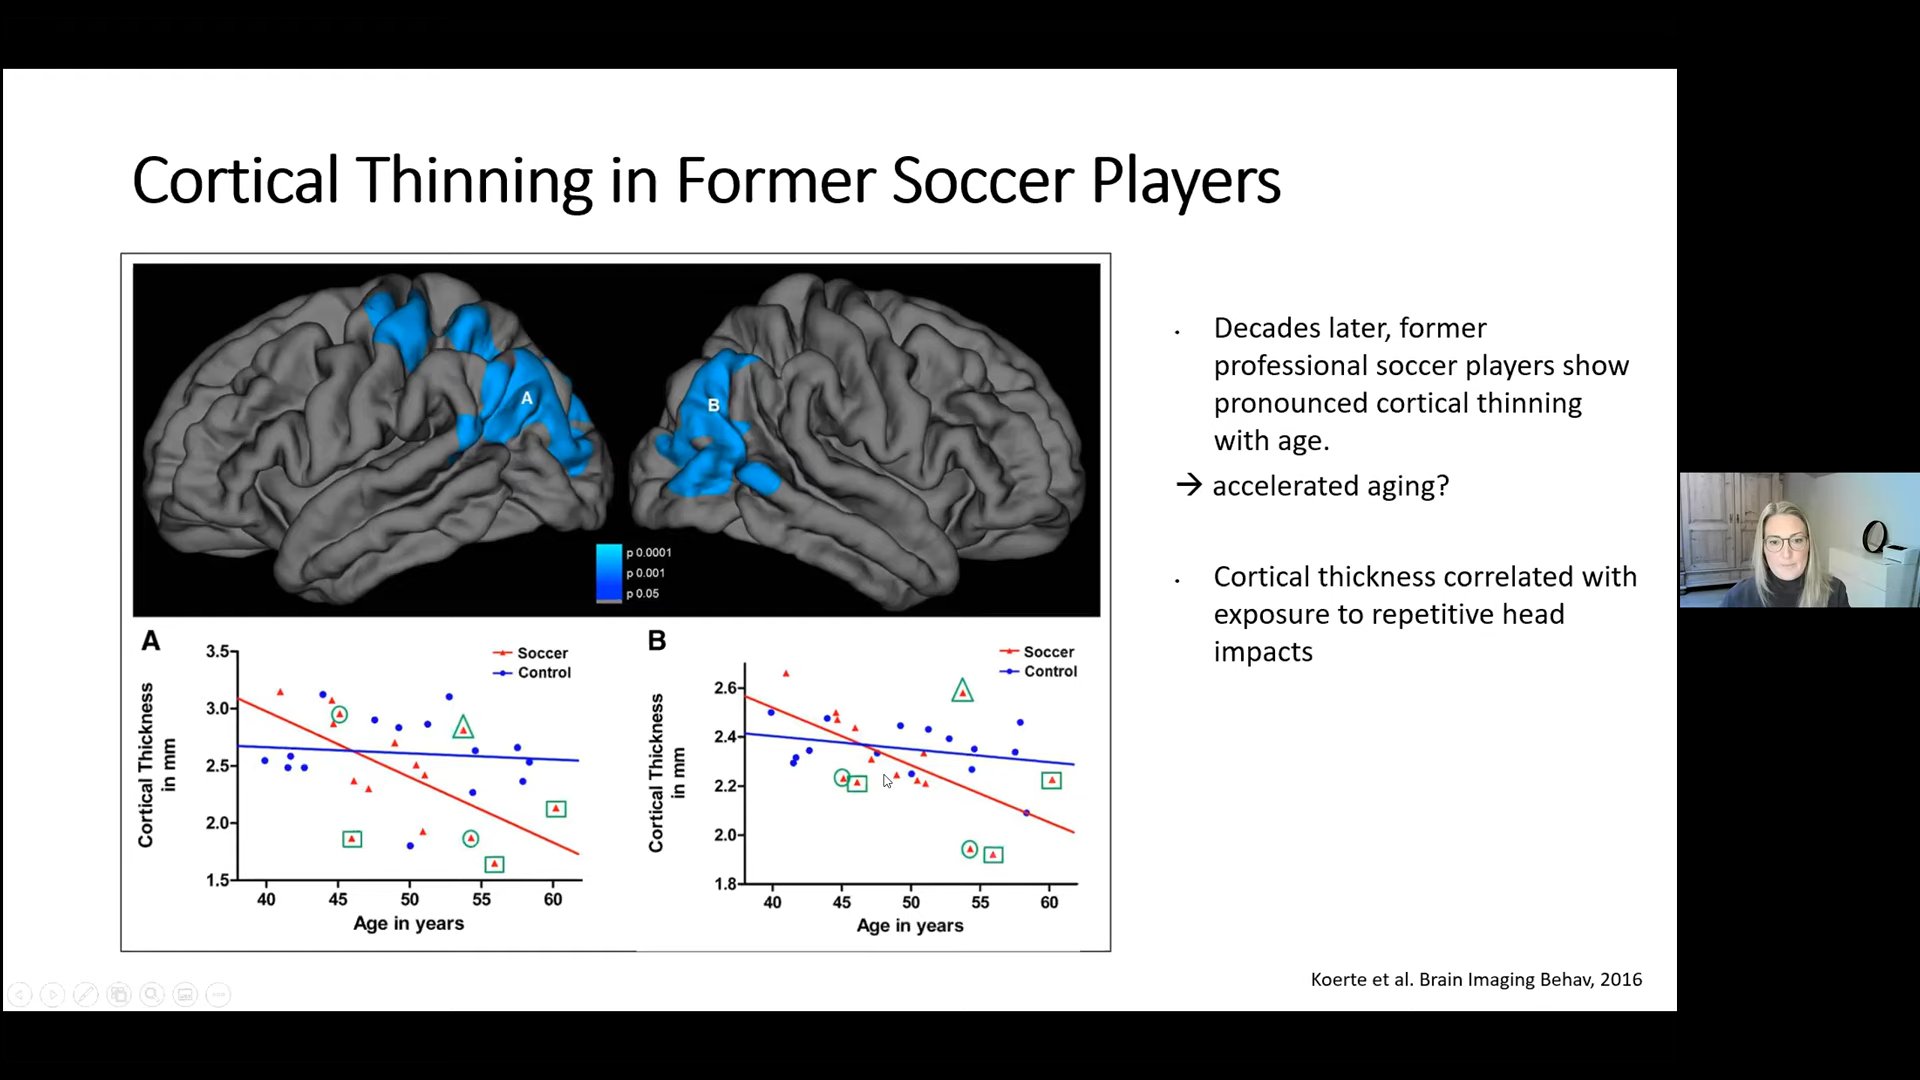 Cortical Thinning in Former Soccer Players
A
B
p 0.0001
p 0.001
p 0.05
A
Soccer
Control
Cortical Thickness
in mm
3.5
3.0
2.5
2.0
1.5
40 45 50 55 60
Age in years
B
Soccer
Control
Cortical Thickness
in mm
2.6
2.4
2.2
2.0
1.8
40 45 50 55 60
Age in years
• Decades later, former
professional soccer players show
pronounced cortical thinning
with age.
→ accelerated aging?
• Cortical thickness correlated with
exposure to repetitive head
impacts
Koerte et al. Brain Imaging Behav, 2016